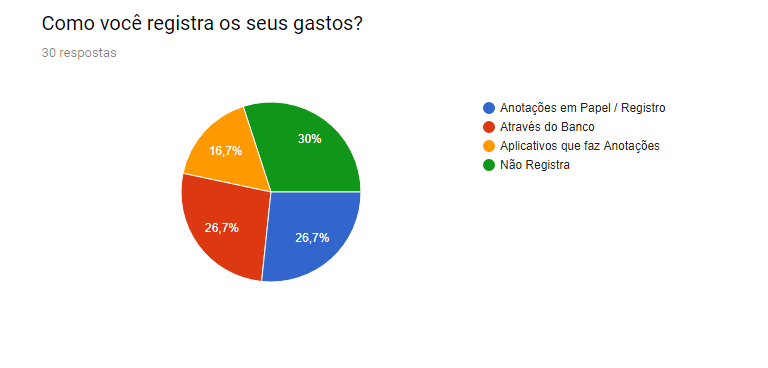 Como você registra os seus gastos?
30 respostas
Anotações em Papel / Registro
Através do Banco
Aplicativos que faz Anotações
Não Registra
30%
16,7%
26,7%
26,7%